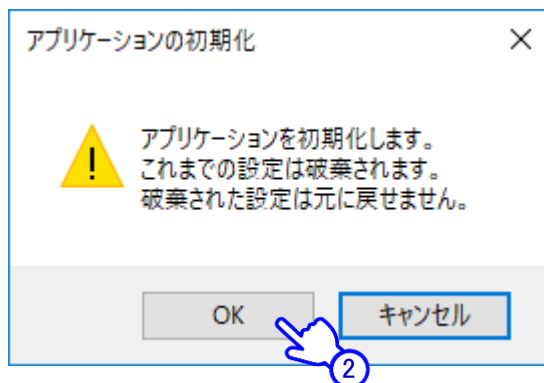 アプリケーションの初期化
アプリケーションを初期化します。
これまでの設定は破棄されます。
破棄された設定は元に戻せません。
OK
キャンセル
2